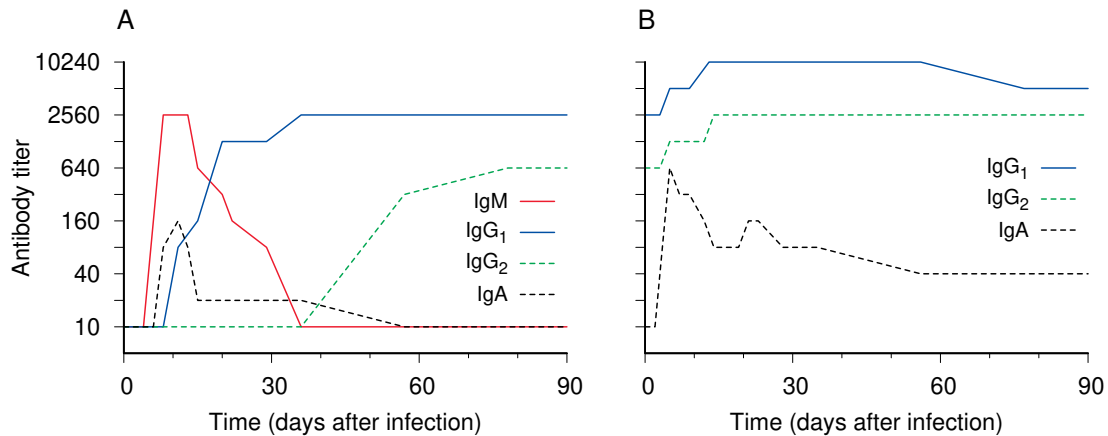 A
B
Antibody titer
10240
2560
640
160
40
10
IgM
IgG1
IgG2
IgA
0
30
60
90
Time (days after infection)
IgG1
IgG2
IgA
0
30
60
90
Time (days after infection)